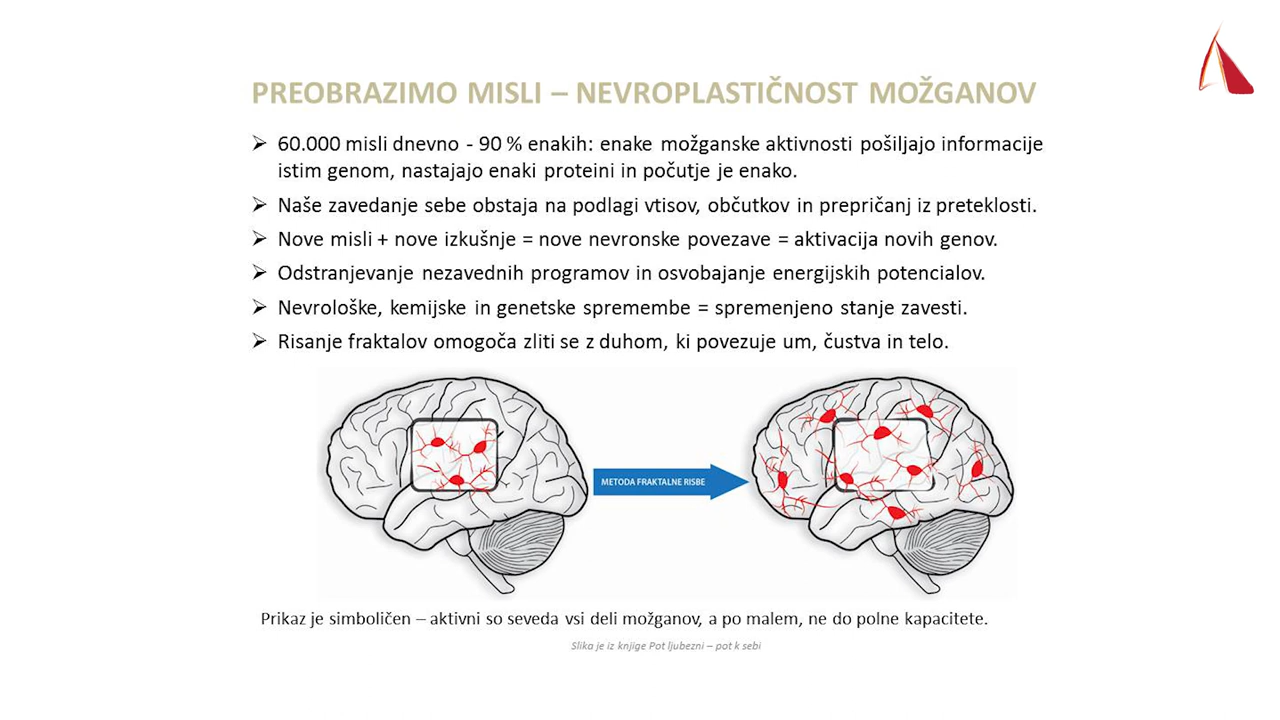 PREOBRAZIMO MISLI – NEVROPLASTIČNOST MOŽGANOV
➢ 60.000 misli dnevno - 90 % enakih: enake možganske aktivnosti pošiljajo informacije
istim genom, nastajajo enaki proteini in počutje je enako.
➢ Naše zavedanje sebe obstaja na podlagi vtisov, občutkov in prepričanj iz preteklosti.
➢ Nove misli + nove izkušnje = nove nevronske povezave = aktivacija novih genov.
➢ Odstranjevanje nezavednih programov in osvobajanje energijskih potencialov.
➢ Nevrološke, kemijske in genetske spremembe = spremenjeno stanje zavesti.
➢ Risanje fraktalov omogoča zliti se z duhom, ki povezuje um, čustva in telo.
METODA FRAKTALNE RISBE
Prikaz je simboličen – aktivni so seveda vsi deli možganov, a po malem, ne do polne kapacitete.
Slika je iz knjige Pot ljubezni – pot k sebi